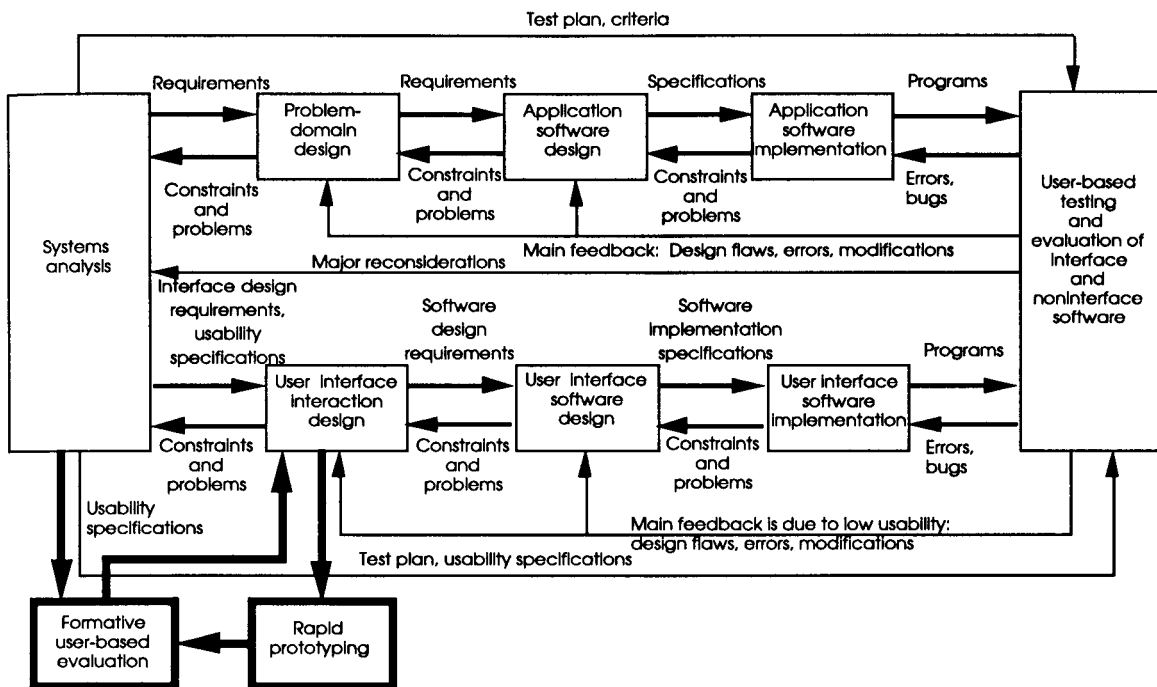 Test plan, criteria
Requirements
Requirements
Specifications
Programs
Problem-
domain
design
Application
software
design
Application
software
implementation
Constraints
and
problems
Constraints
and
problems
Constraints
and
problems
Errors,
bugs
Systems
analysis
User-based
testing
and
evaluation of
interface
and
noninterface
software
Main feedback: Design flaws, errors, modifications
Major reconsiderations
Interface design
requirements,
usability
specifications
Software
design
requirements
Software
implementation
specifications
Programs
User interface
interaction
design
User interface
software
design
User interface
software
implementation
Constraints
and
problems
Constraints
and
problems
Constraints
and
problems
Errors,
bugs
Usability
specifications
Main feedback is due to low usability:
design flaws, errors, modifications
Test plan, usability specifications
Formative
user-based
evaluation
Rapid
prototyping